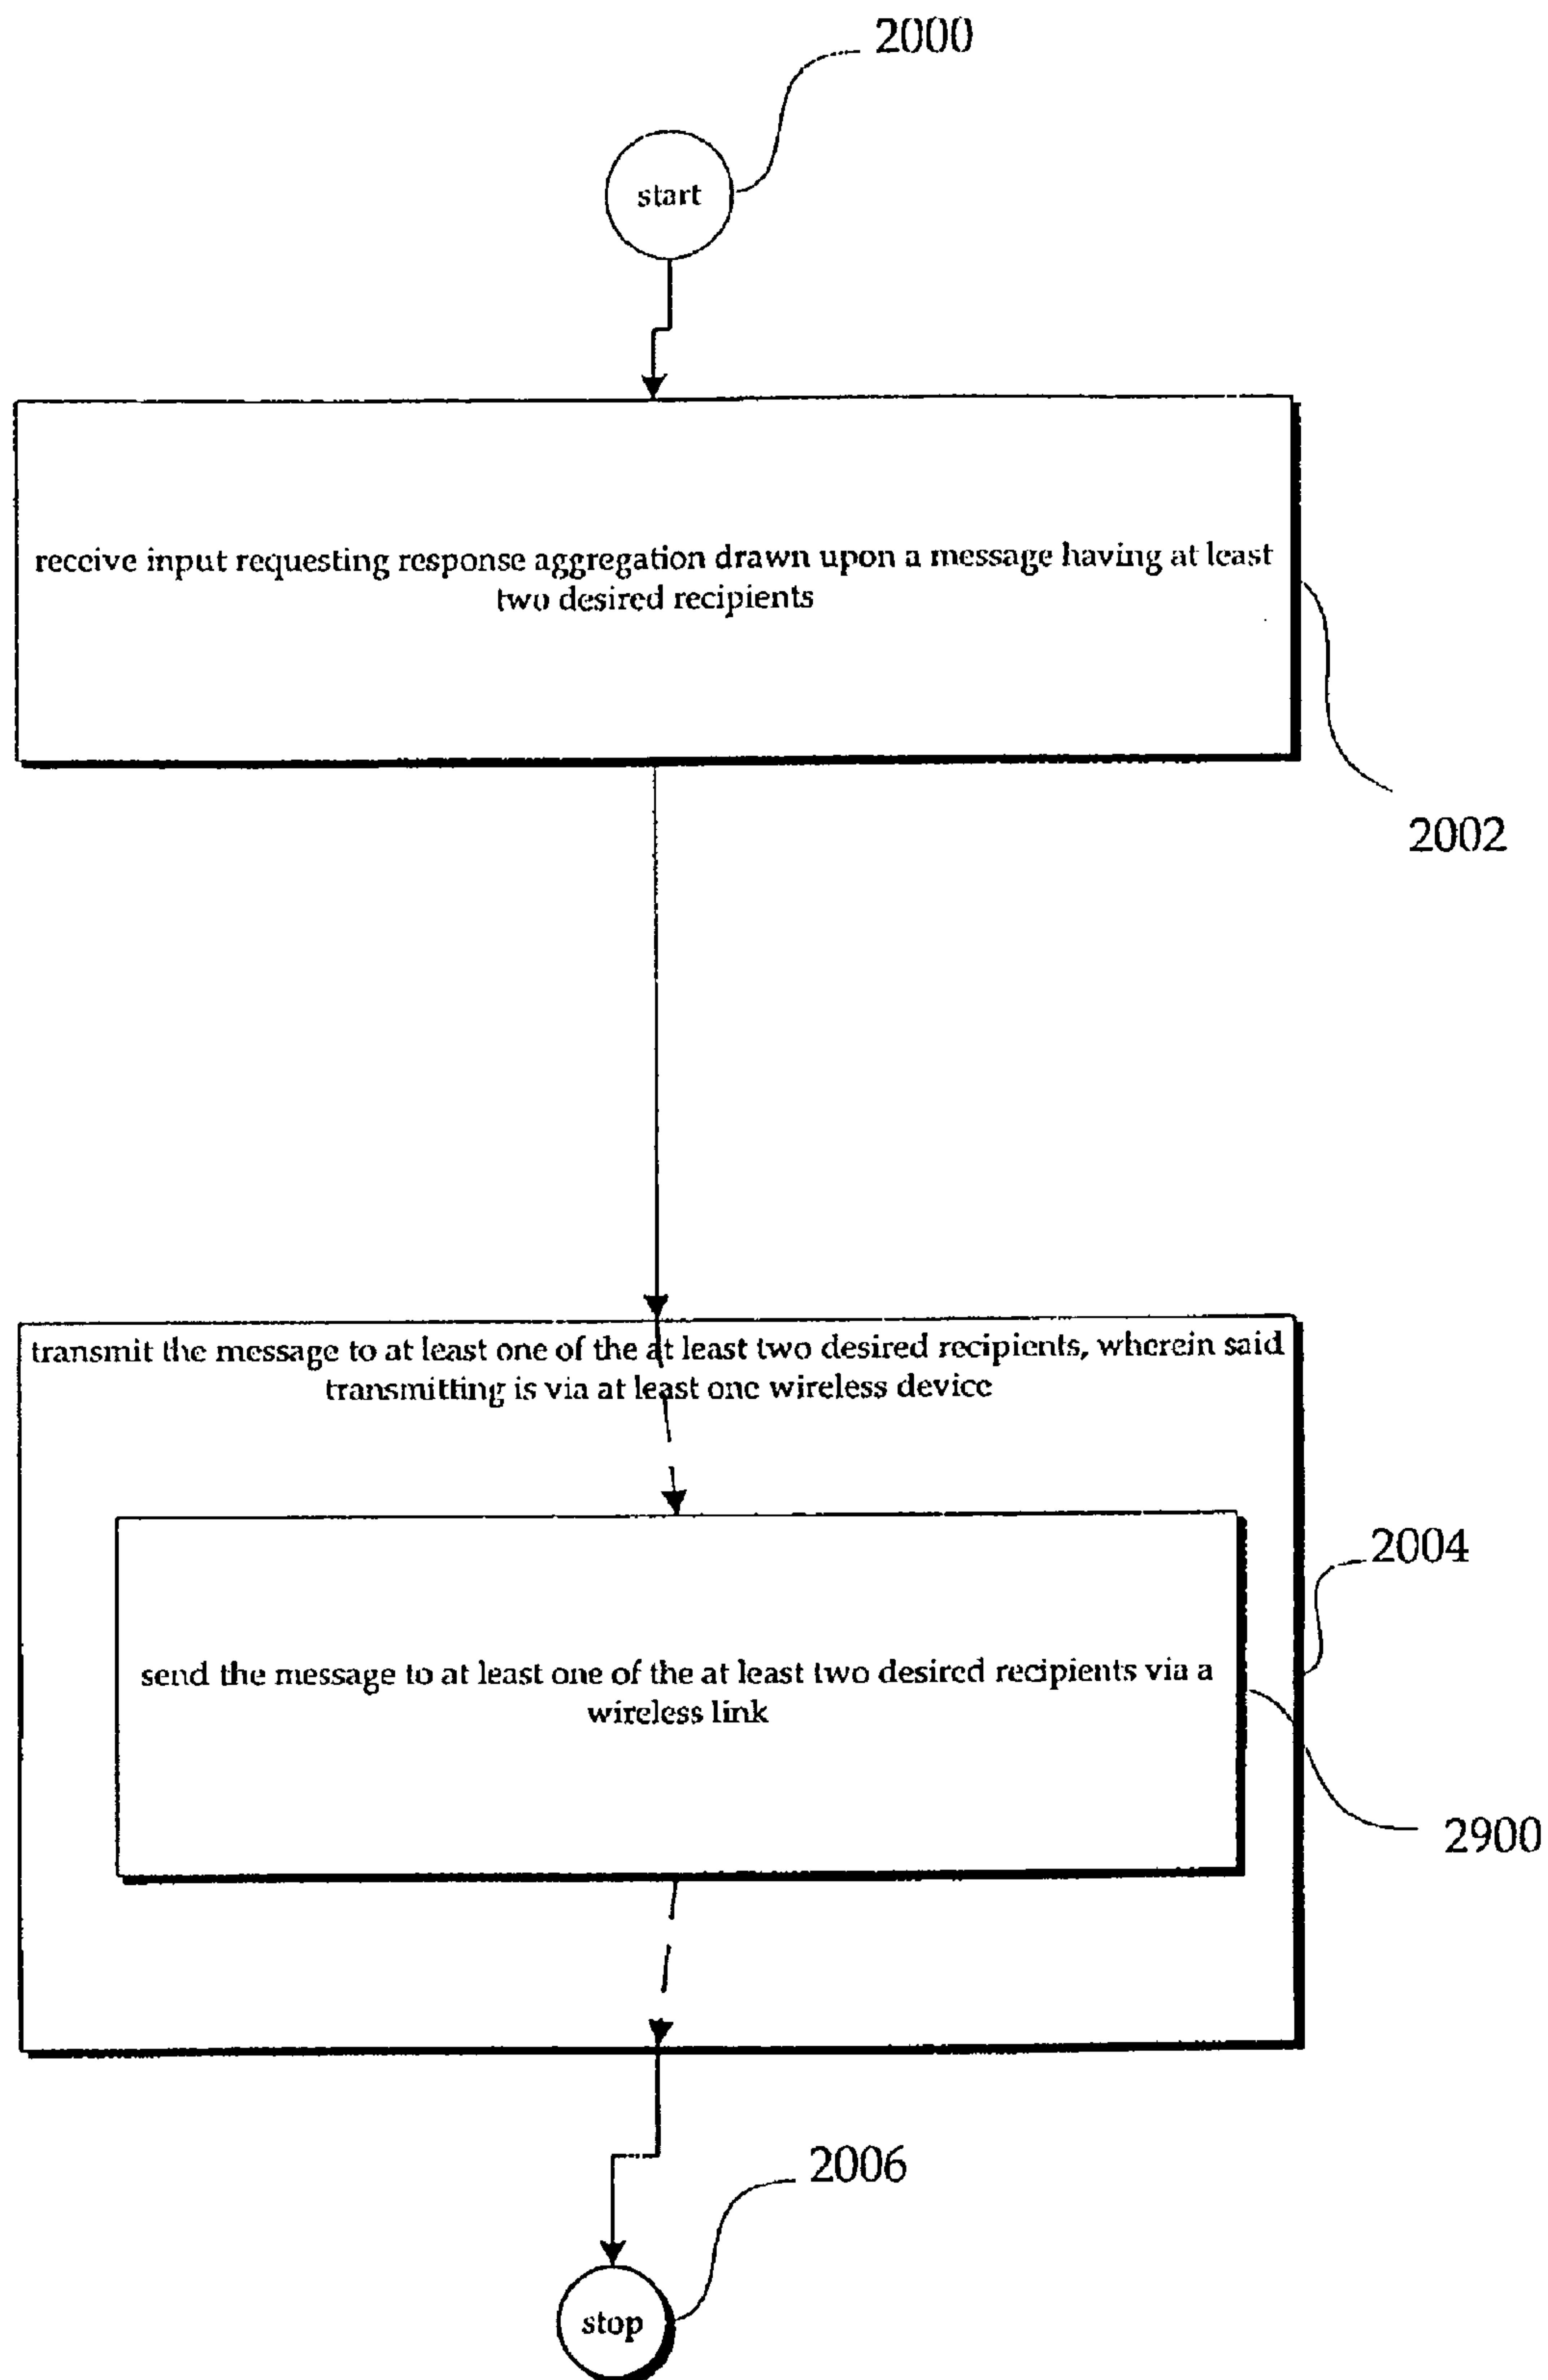 2000
start
receive input requesting response aggregation drawn upon a message having at least
two desired recipients
2002
transmit the message to at least one of the at least two desired recipients, wherein said
transmitting is via at least one wireless device
2004
send the message to at least one of the at least two desired recipients via a
wireless link
2900
2006
stop